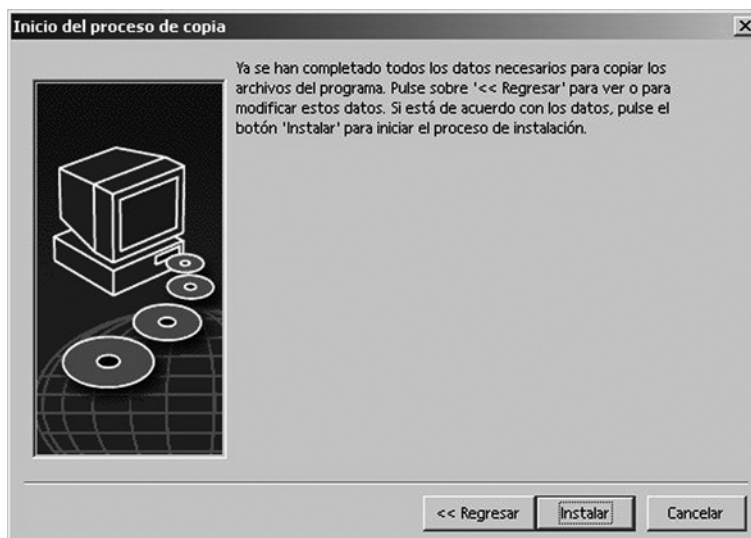 Inicio del proceso de copia
Ya se han completado todos los datos necesarios para copiar los
archivos del programa. Pulse sobre '<< Regresar' para ver o para
modificar estos datos. Si está de acuerdo con los datos, pulse el
botón 'Instalar' para iniciar el proceso de instalación.
<< Regresar
Instalar
Cancelar